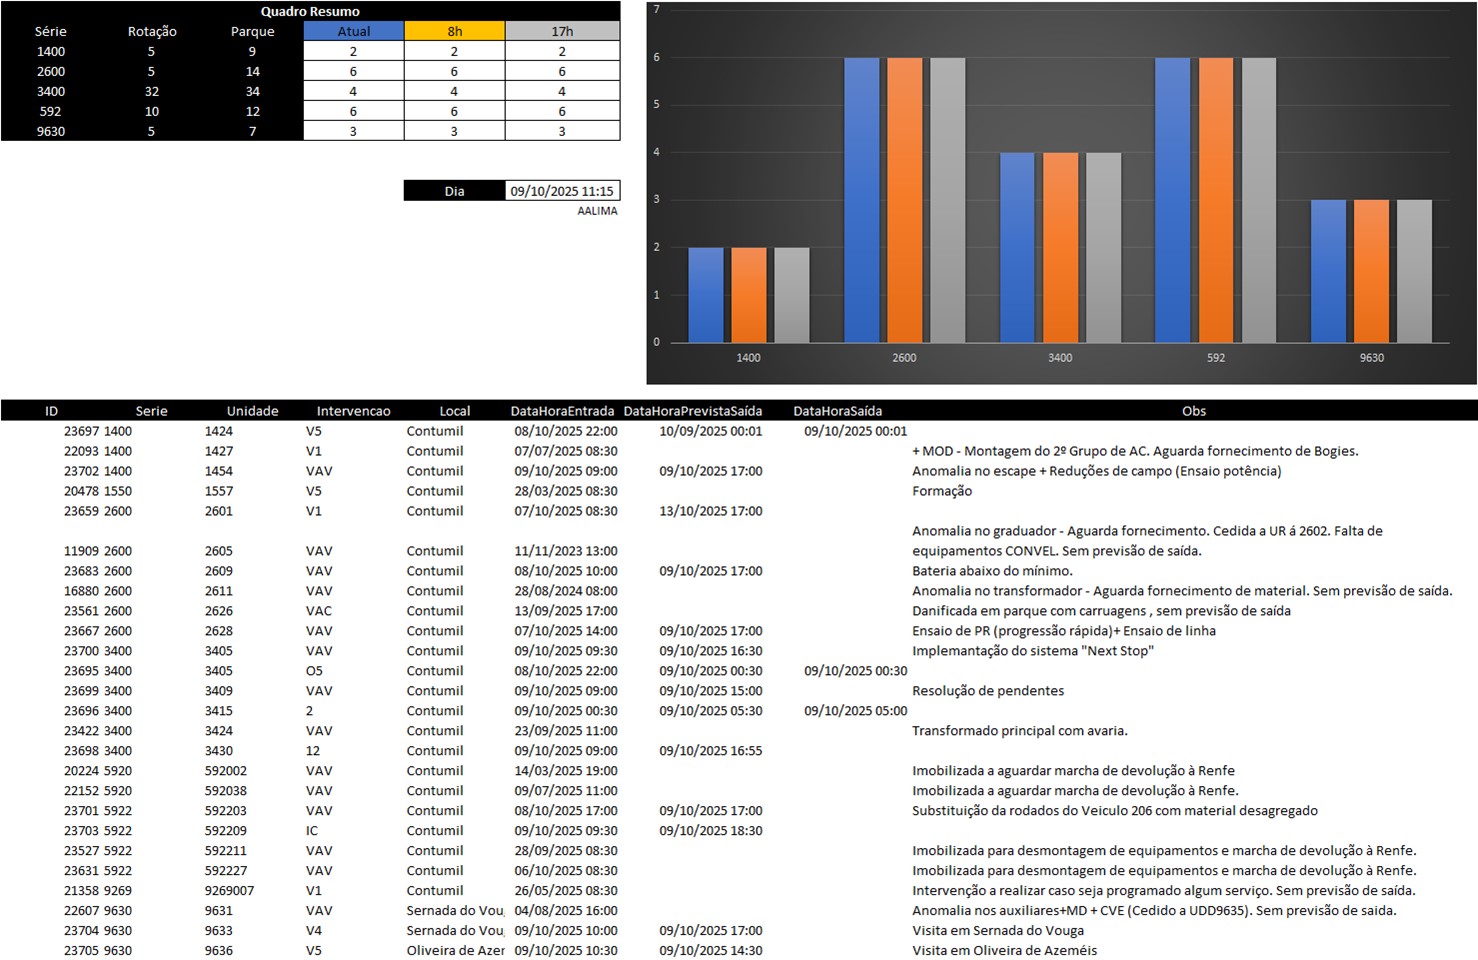 Quadro Resumo
Série Rotação Parque Atual 8h 17h
1400 5 9 2 2 2
2600 5 14 6 6 6
3400 32 34 4 4 4
592 10 12 6 6 6
9630 5 7 3 3 3
Dia 09/10/2025 11:15
AALIMA
7
6
5
4
3
2
1
0
1400 2600 3400 592 9630
ID Serie Unidade Intervencao Local DataHoraEntrada DataHoraPrevistaSaída DataHoraSaída Obs
23697 1400 1424 V5 Contumil 08/10/2025 22:00 10/09/2025 00:01 09/10/2025 00:01
22093 1400 1427 V1 Contumil 07/07/2025 08:30 + MOD - Montagem do 2º Grupo de AC. Aguarda fornecimento de Bogies.
23702 1400 1454 VAV Contumil 09/10/2025 09:00 09/10/2025 17:00 Anomalia no escape + Reduções de campo (Ensaio potência)
20478 1550 1557 V5 Contumil 28/03/2025 08:30 Formação
23659 2600 2601 V1 Contumil 07/10/2025 08:30 13/10/2025 17:00
Anomalia no graduador - Aguarda fornecimento. Cedida a UR á 2602. Falta de
11909 2600 2605 VAV Contumil 11/11/2023 13:00 equipamentos CONVEL. Sem previsão de saída.
23683 2600 2609 VAV Contumil 08/10/2025 10:00 09/10/2025 17:00 Bateria abaixo do mínimo.
16880 2600 2611 VAV Contumil 28/08/2024 08:00 Anomalia no transformador - Aguarda fornecimento de material. Sem previsão de saída.
23561 2600 2626 VAC Contumil 13/09/2025 17:00 Danificada em parque com carruagens , sem previsão de saída
23667 2600 2628 VAV Contumil 07/10/2025 14:00 09/10/2025 17:00 Ensaio de PR (progressão rápida)+ Ensaio de linha
23700 3400 3405 VAV Contumil 09/10/2025 09:30 09/10/2025 16:30 Implemantação do sistema "Next Stop"
23695 3400 3405 O5 Contumil 08/10/2025 22:00 09/10/2025 00:30 09/10/2025 00:30
23699 3400 3409 VAV Contumil 09/10/2025 09:00 09/10/2025 15:00 Resolução de pendentes
23696 3400 3415 2 Contumil 09/10/2025 00:30 09/10/2025 05:30 09/10/2025 05:00
23422 3400 3424 VAV Contumil 23/09/2025 11:00 Transformado principal com avaria.
23698 3400 3430 12 Contumil 09/10/2025 09:00 09/10/2025 16:55
20224 5920 592002 VAV Contumil 14/03/2025 19:00 Imobilizada a aguardar marcha de devolução à Renfe
22152 5920 592038 VAV Contumil 09/07/2025 11:00 Imobilizada a aguardar marcha de devolução à Renfe.
23701 5922 592203 VAV Contumil 08/10/2025 17:00 09/10/2025 17:00 Substituição da rodados do Veiculo 206 com material desagregado
23703 5922 592209 IC Contumil 09/10/2025 09:30 09/10/2025 18:30
23527 5922 592211 VAV Contumil 28/09/2025 08:30 Imobilizada para desmontagem de equipamentos e marcha de devolução à Renfe.
23631 5922 592227 VAV Contumil 06/10/2025 08:30 Imobilizada para desmontagem de equipamentos e marcha de devolução à Renfe.
21358 9269 9269007 V1 Contumil 26/05/2025 08:30 Intervenção a realizar caso seja programado algum serviço. Sem previsão de saída.
22607 9630 9631 VAV Sernada do Voug 04/08/2025 16:00 Anomalia nos auxiliares+MD + CVE (Cedido a UDD9635). Sem previsão de saida.
23704 9630 9633 V4 Sernada do Voug 09/10/2025 10:00 09/10/2025 17:00 Visita em Sernada do Vouga
23705 9630 9636 V5 Oliveira de Azer 09/10/2025 10:30 09/10/2025 14:30 Visita em Oliveira de Azeméis